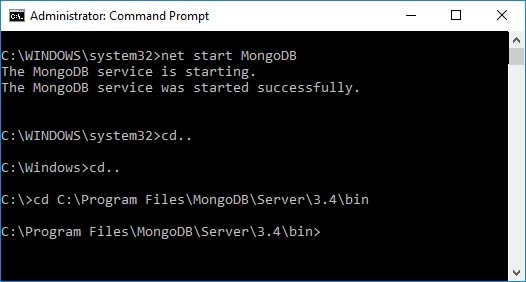 Administrator: Command Prompt
C:\WINDOWS\system32>net start MongoDB
The MongoDB service is starting.
The MongoDB service was started successfully.
C:\WINDOWS\system32>cd..
C:\Windows>cd..
C:\>cd C:\Program Files\MongoDB\Server\3.4\bin
C:\Program Files\MongoDB\Server\3.4\bin>